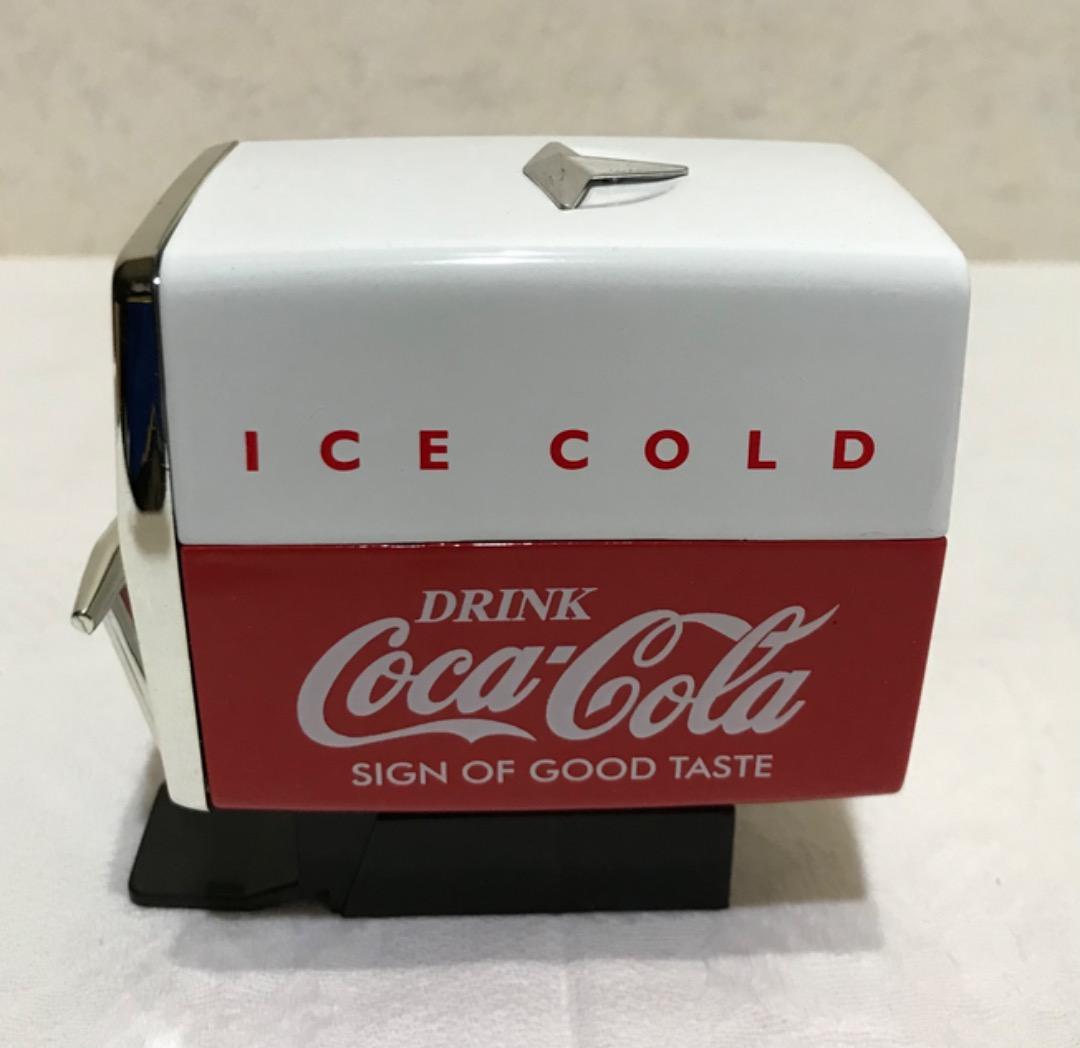 ICE COLD
DRINK
Coca-Cola
SIGN OF GOOD TASTE